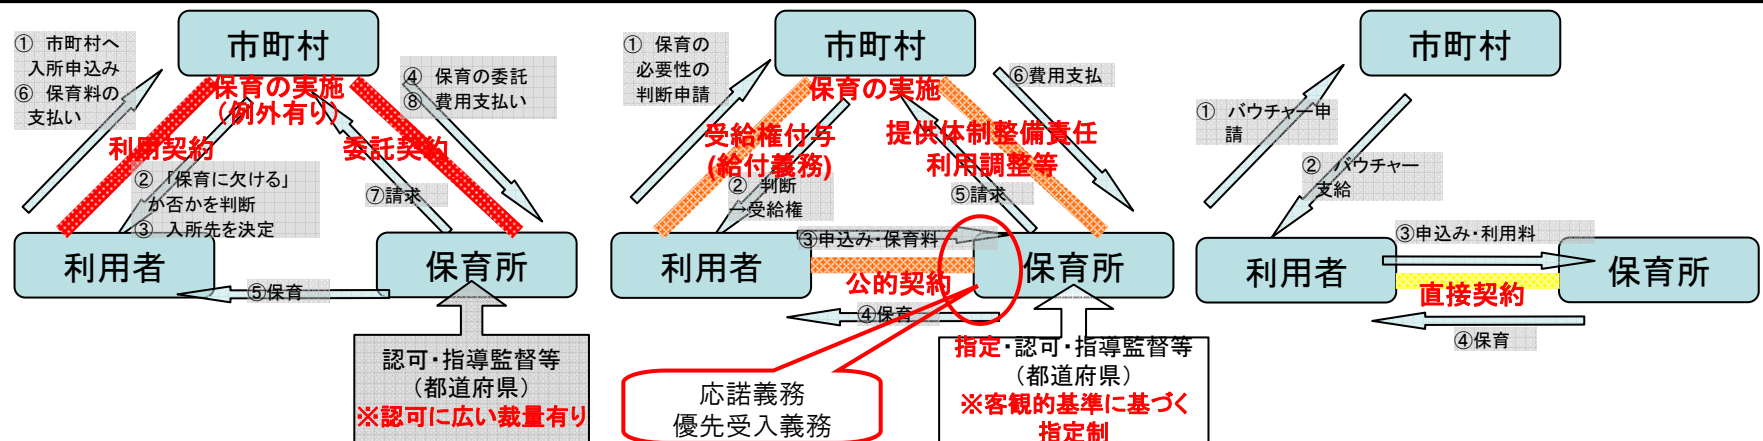 市町村
① 市町村へ
入所申込み
⑥ 保育料の
支払い
保育の実施
(例外有り)
④ 保育の委託
⑧ 費用支払い
利用契約
委託契約
② 「保育に欠ける」
か否かを判断
③ 入所先を決定
⑦請求
利用者
保育所
⑤保育
認可・指導監督等
(都道府県)
※認可に広い裁量有り
市町村
① 保育の
必要性の
判断申請
保育の実施
⑥費用支払
受給権付与
(給付義務)
提供体制整備責任
利用調整等
② 判断
→受給権
⑤請求
③申込み・保育料
利用者
保育所
公的契約
④保育
応諾義務
優先受入義務
指定・認可・指導監督等
(都道府県)
※客観的基準に基づく
指定制
市町村
① バウチャー申
請
② バウチャー
支給
③申込み・利用料
利用者
保育所
直接契約
④保育